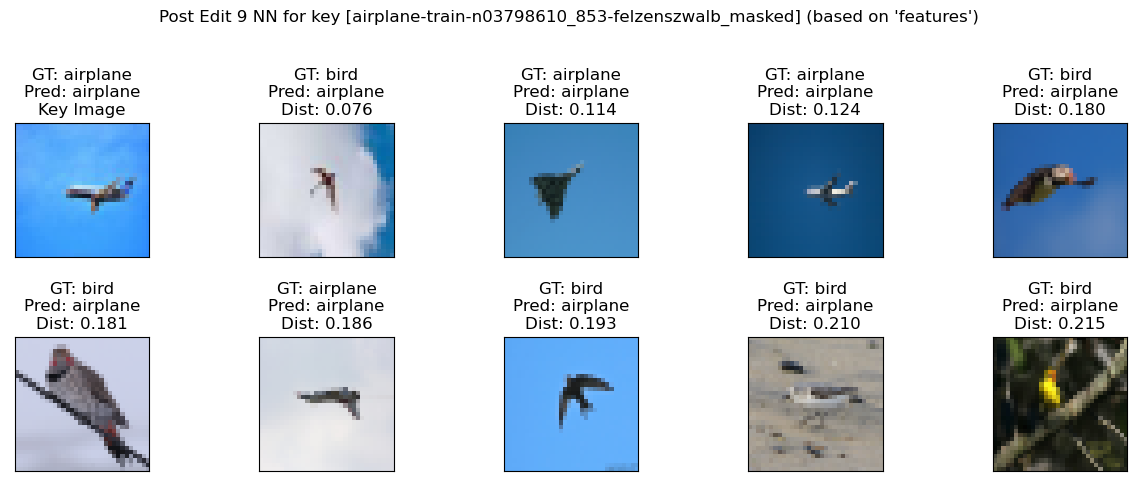 Post Edit 9 NN for key [airplane-train-n03798610_853-felzenszwalb_masked] (based on 'features')
GT: airplane
Pred: airplane
Key Image
GT: bird
Pred: airplane
Dist: 0.076
GT: airplane
Pred: airplane
Dist: 0.114
GT: airplane
Pred: airplane
Dist: 0.124
GT: bird
Pred: airplane
Dist: 0.180
GT: bird
Pred: airplane
Dist: 0.181
GT: airplane
Pred: airplane
Dist: 0.186
GT: bird
Pred: airplane
Dist: 0.193
GT: bird
Pred: airplane
Dist: 0.210
GT: bird
Pred: airplane
Dist: 0.215